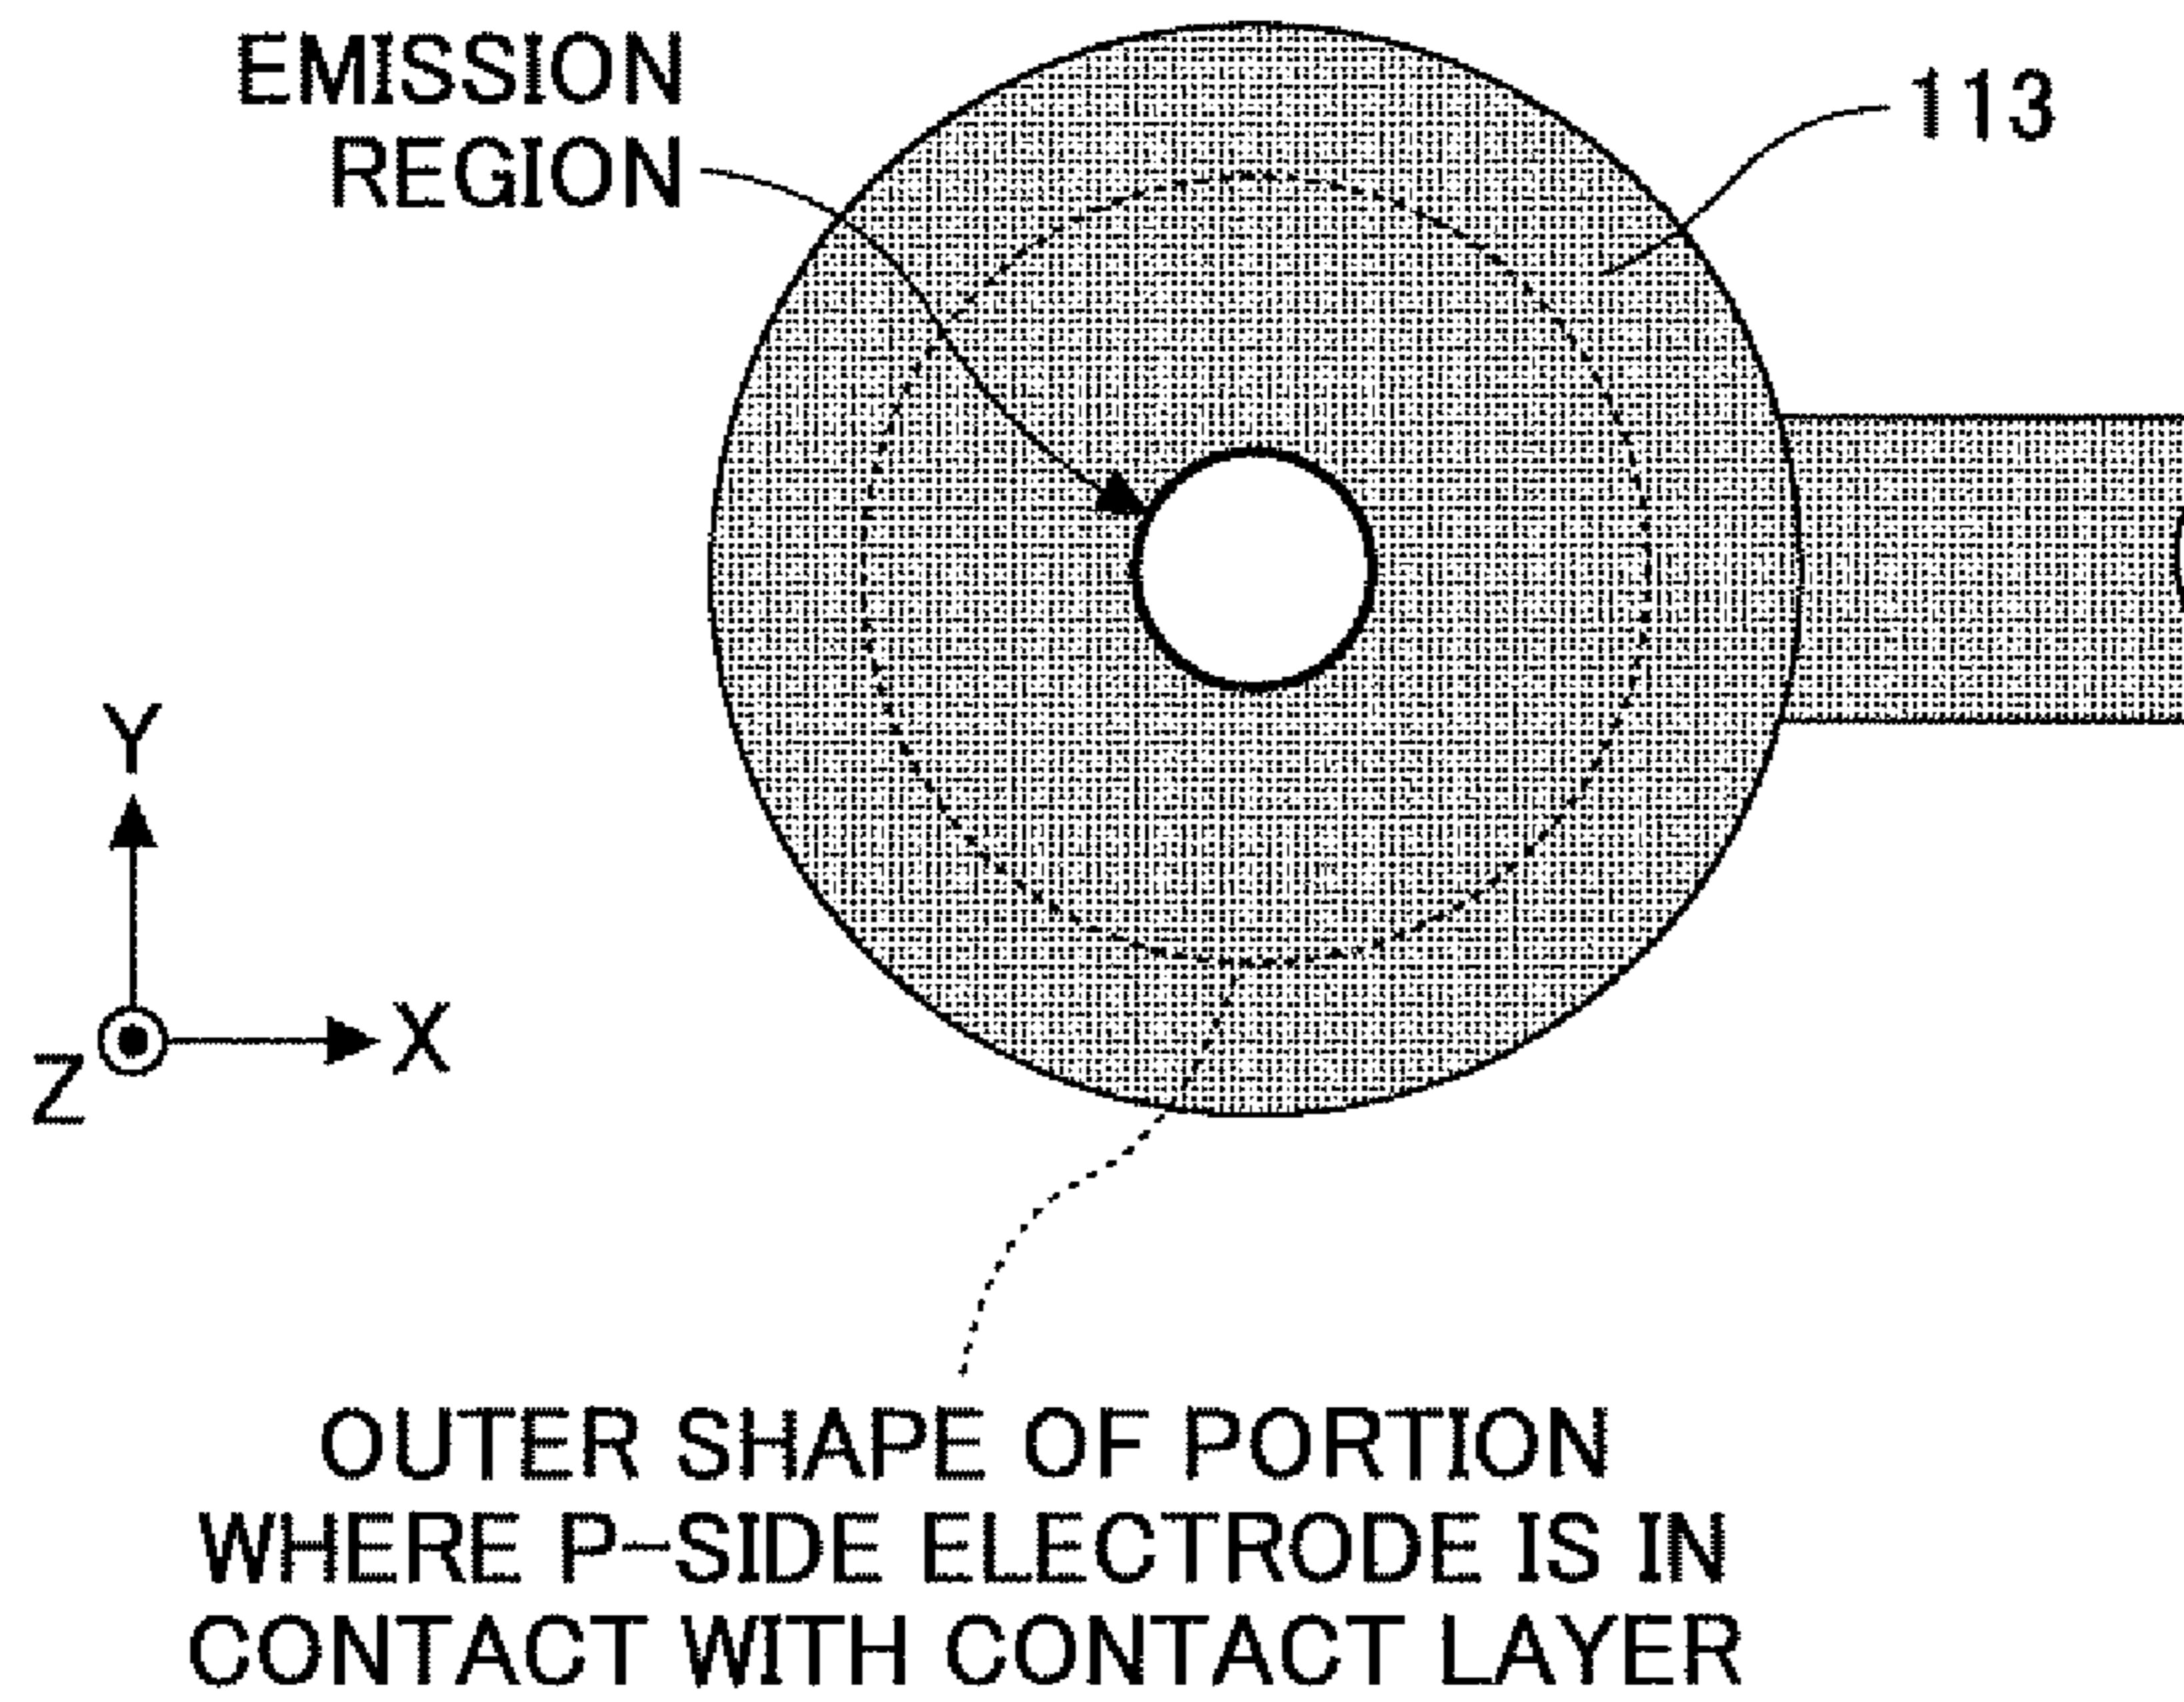 EMISSION
REGION
113
Y
X
Z
OUTER SHAPE OF PORTION
WHERE P-SIDE ELECTRODE IS IN
CONTACT WITH CONTACT LAYER